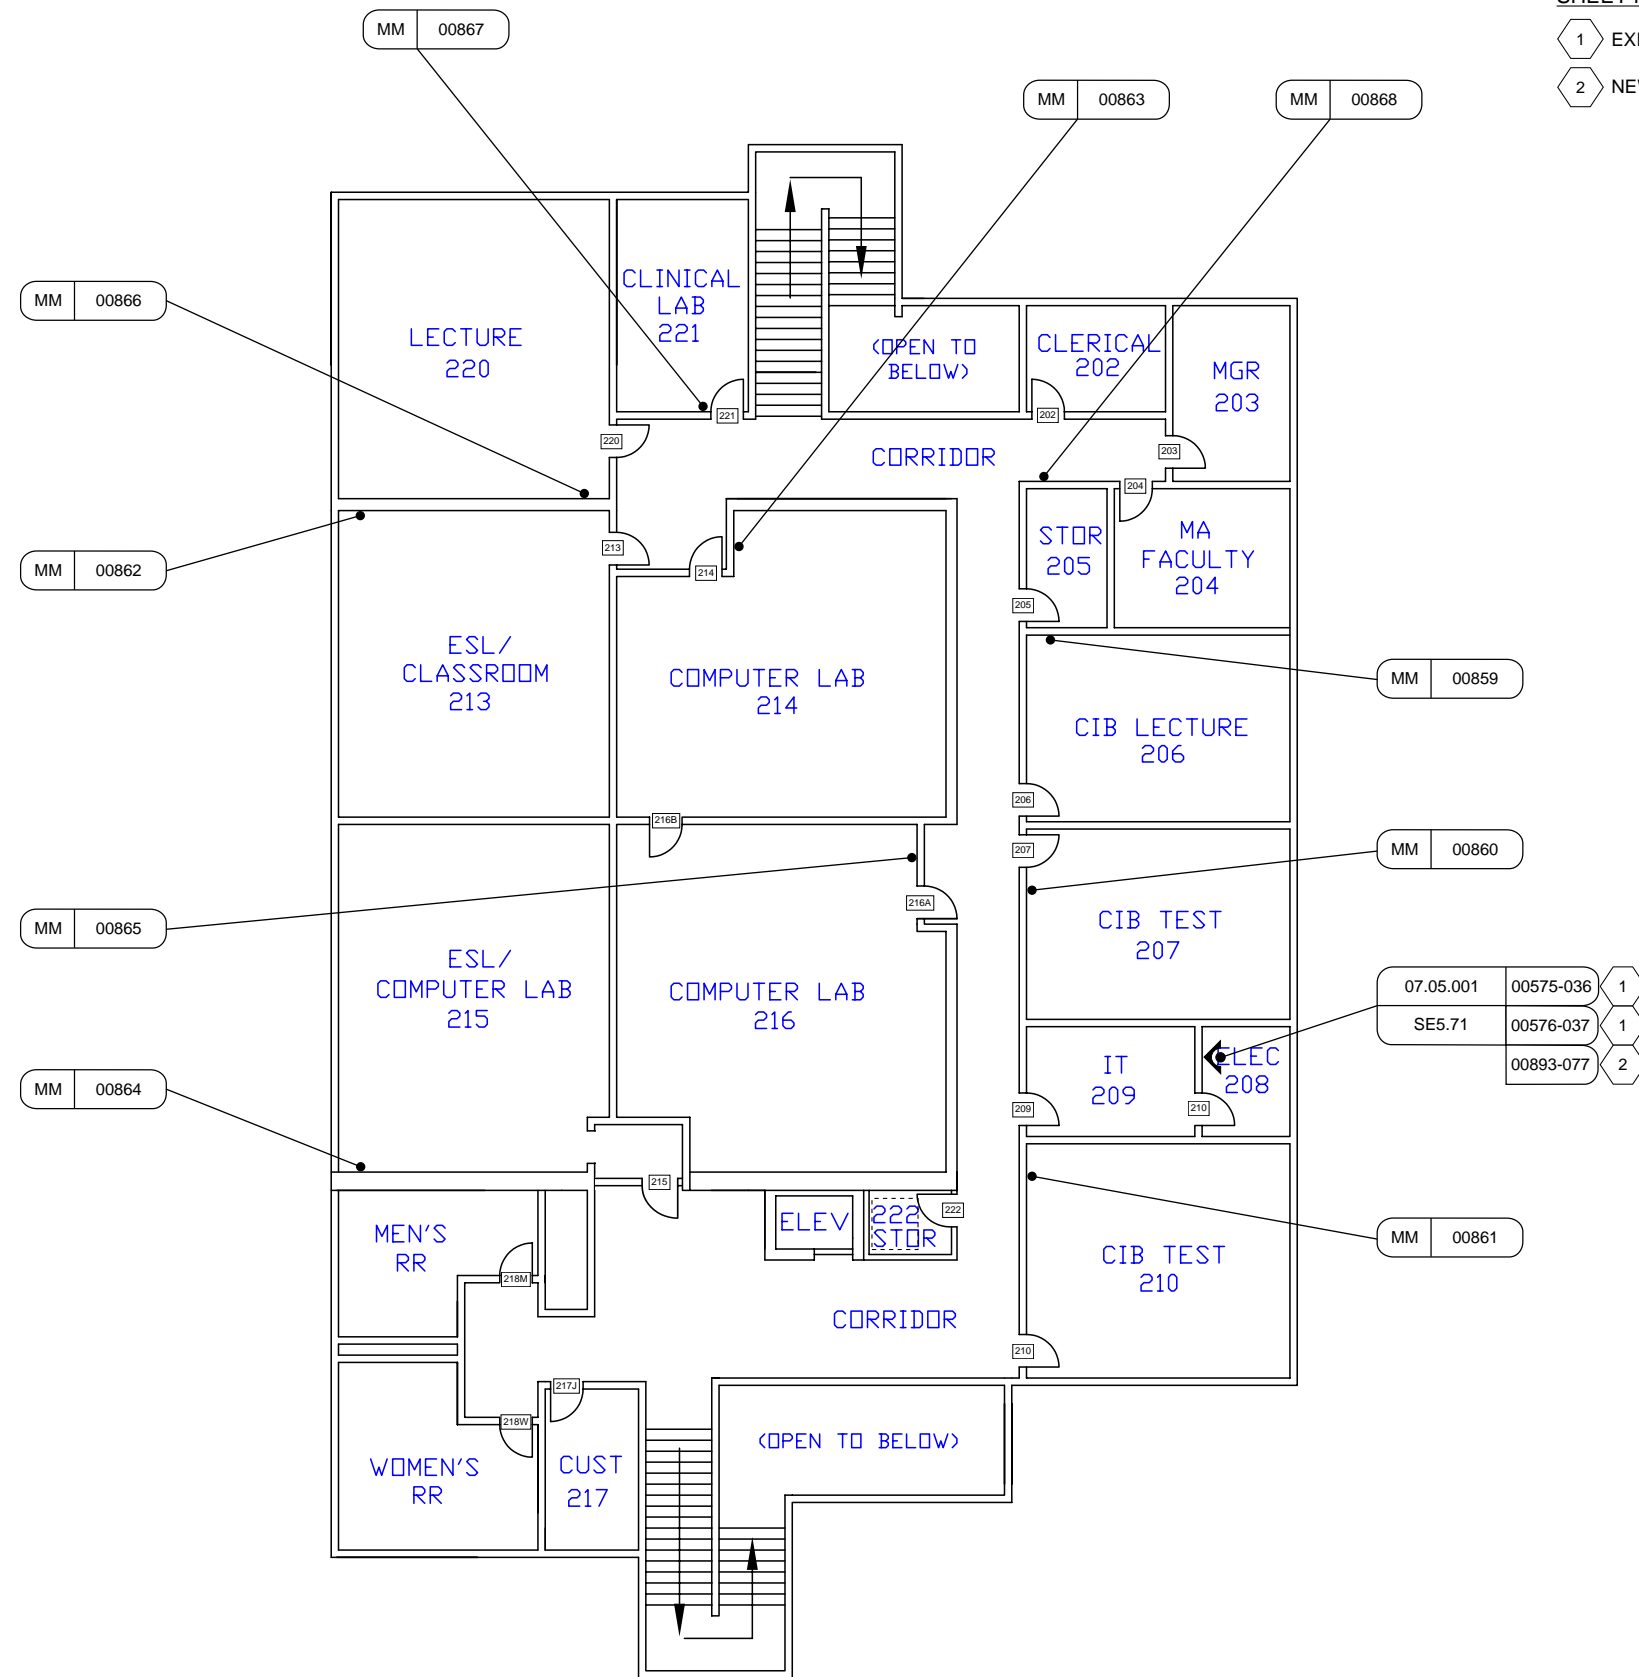 SHEET
1 EXI
2 NEW
MM 00867
MM 00863
MM 00868
MM 00866
CLINICAL
LAB
221
LECTURE
220
(OPEN TO
BELOW)
CLERICAL
202
MGR
203
221
202
220
203
CORRIDOR
204
MM 00862
213
214
STOR
205
MA
FACULTY
204
205
ESL/
CLASSROOM
213
COMPUTER LAB
214
MM 00859
CIB LECTURE
206
206
216B
207
MM 00860
216A
MM 00865
CIB TEST
207
ESL/
COMPUTER LAB
215
COMPUTER LAB
216
07.05.001 00575-036 1
SE5.71 00576-037 1
00893-077 2
IT
209
ELEC
208
MM 00864
209
210
215
222
MEN'S
RR
ELEV
222
STOR
MM 00861
CIB TEST
210
218M
CORRIDOR
210
217J
218W
(OPEN TO BELOW)
WOMEN'S
RR
CUST
217